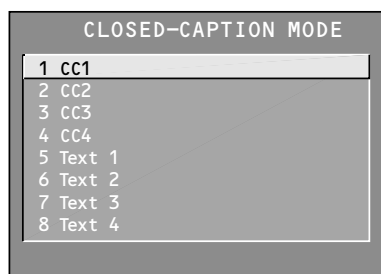 CLOSED-CAPTION MODE
1 CC1
2 CC2
3 CC3
4 CC4
5 Text 1
6 Text 2
7 Text 3
8 Text 4